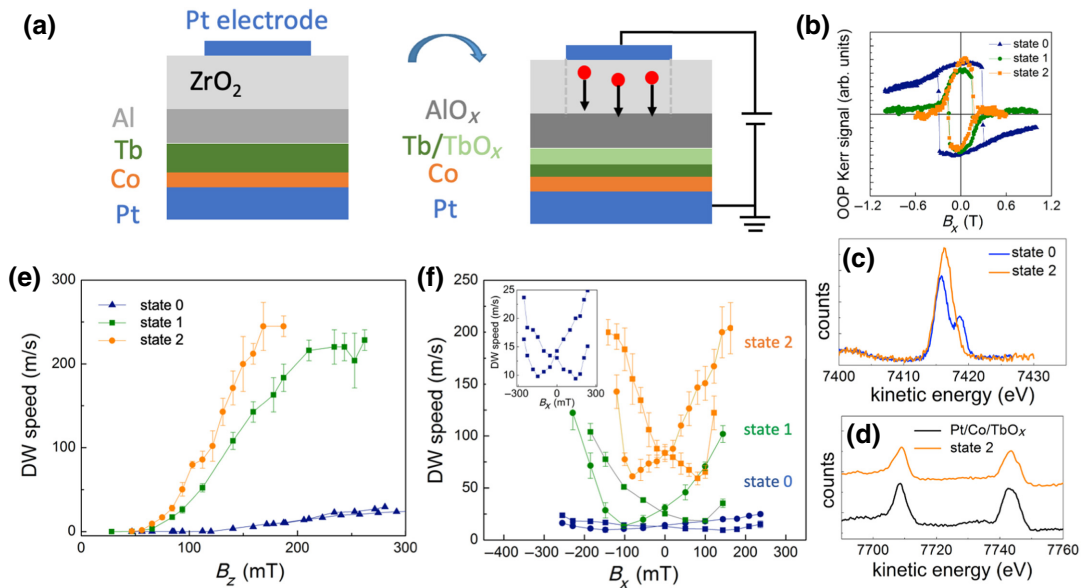 (a)
Pt electrode
ZrO2
Al
Tb
Co
Pt
AlOx
Tb/TbOx
Co
Pt
(b)
OOP Kerr signal (arb. units)
state 0
state 1
state 2
−1.2 −0.6 0.0 0.6 1.2
Bx (T)
(c)
counts
state 0
state 2
7400 7410 7420 7430
kinetic energy (eV)
(d)
counts
Pt/Co/TbOx
state 2
7700 7720 7740 7760
kinetic energy (eV)
(e)
DW speed (m/s)
300
200
100
0
state 0
state 1
state 2
0 100 200 300
Bz (mT)
(f)
DW speed (m/s)
250
200
150
100
50
0
25
20
15
10
DW speed (m/s)
−300 0 300
Bx (mT)
state 2
state 1
state 0
−400 −300 −200 −100 0 100 200 300
Bx (mT)